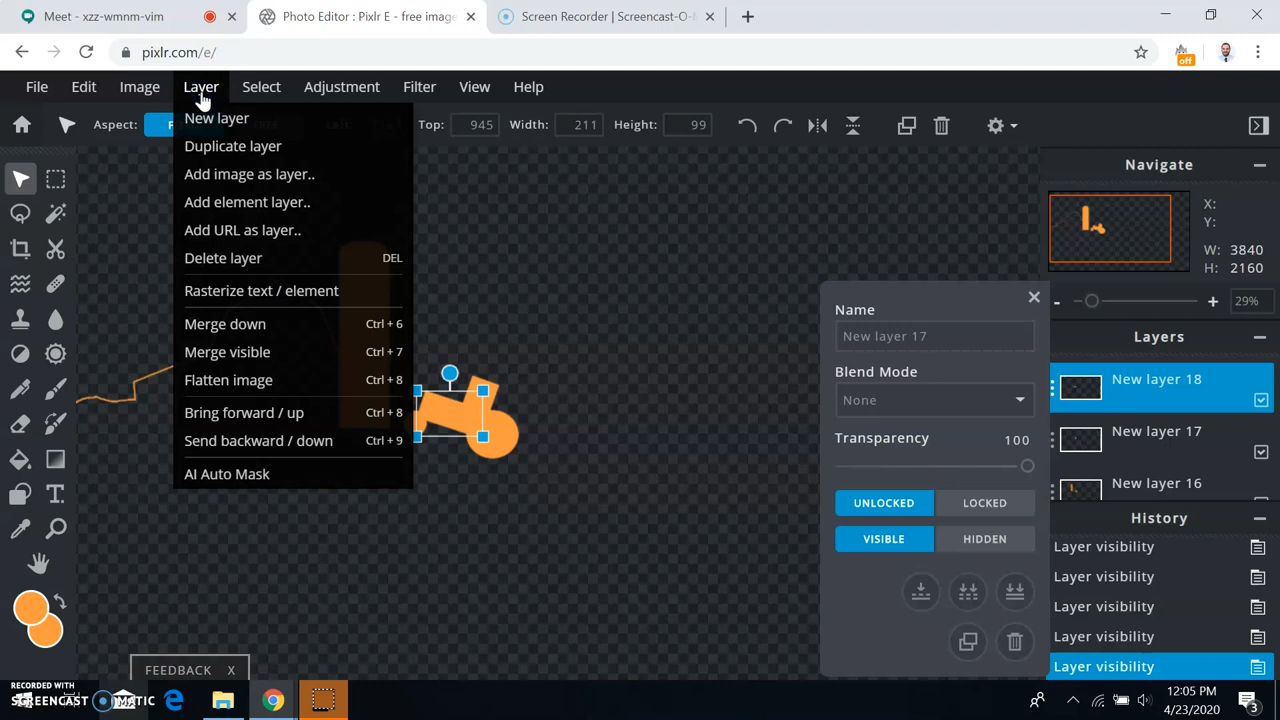 Meet - xzz-wmnm-vim
Photo Editor : Pixlr E - free image
Screen Recorder | Screencast-O-
pixlr.com/e/
off
File Edit Image Layer Select Adjustment Filter View Help
Aspect: Top: 945 Width: 211 Height: 99
New layer
Duplicate layer
Add image as layer..
Add element layer..
Add URL as layer..
Delete layer DEL
Rasterize text / element
Merge down Ctrl + 6
Merge visible Ctrl + 7
Flatten image Ctrl + 8
Bring forward / up Ctrl + 8
Send backward / down Ctrl + 9
AI Auto Mask
Navigate
X:
Y:
W: 3840
H: 2160
- + 29%
Name
New layer 17
Blend Mode
None
Transparency 100
UNLOCKED LOCKED
VISIBLE HIDDEN
Layers
New layer 18
New layer 17
New layer 16
History
Layer visibility
Layer visibility
Layer visibility
Layer visibility
Layer visibility
FEEDBACK X
RECORDED WITH
SCREENCAST MATIC
12:05 PM
4/23/2020
3